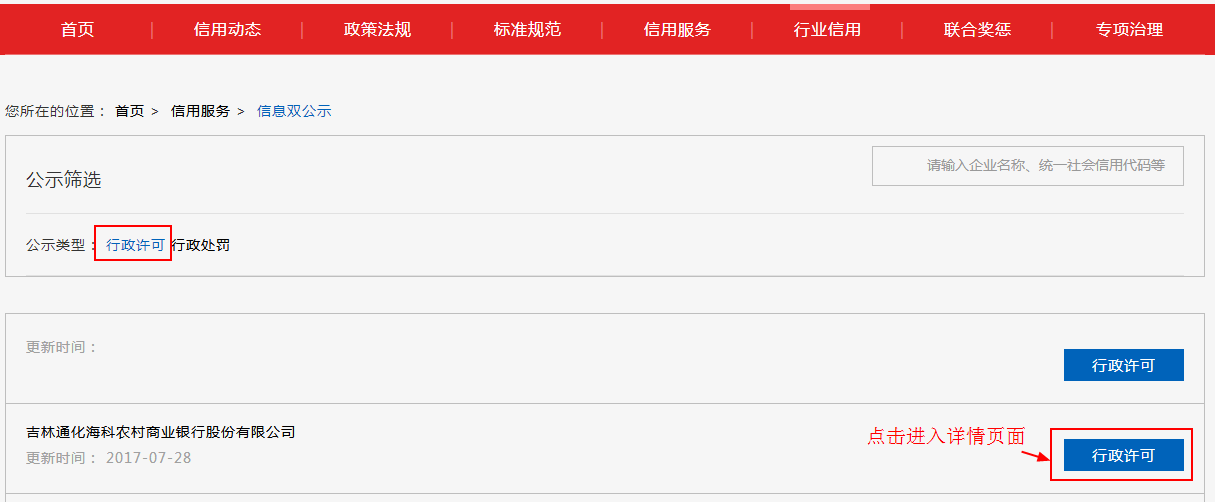 首页 信用动态 政策法规 标准规范 信用服务 行业信用 联合奖惩 专项治理
您所在的位置： 首页 > 信用服务 > 信息双公示
请输入企业名称、统一社会信用代码等
公示筛选
公示类型： 行政许可 行政处罚
更新时间：
行政许可
吉林通化海科农村商业银行股份有限公司
点击进入详情页面
更新时间： 2017-07-28
行政许可